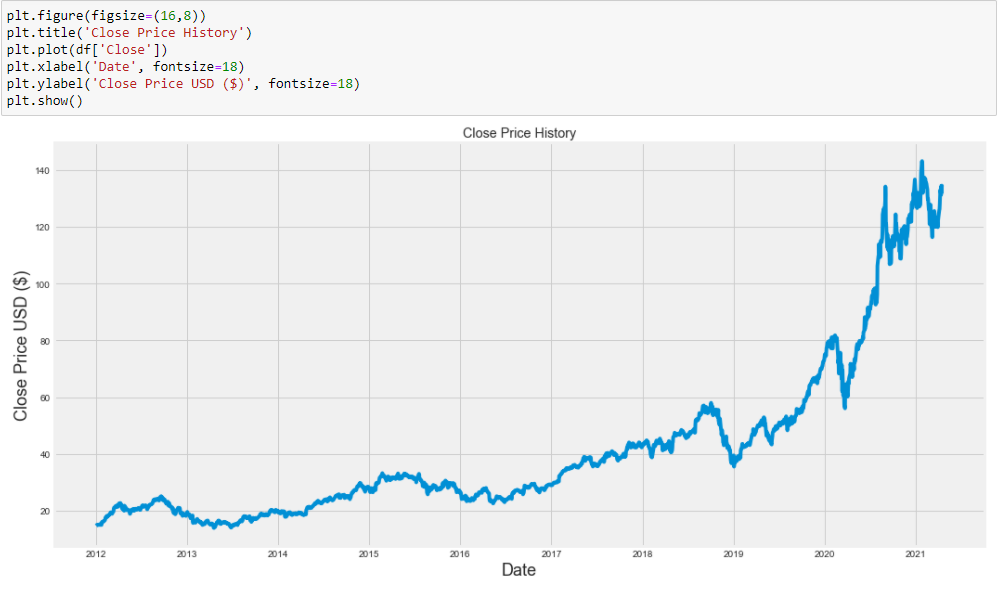 plt.figure(figsize=(16,8))
plt.title('Close Price History')
plt.plot(df['Close'])
plt.xlabel('Date', fontsize=18)
plt.ylabel('Close Price USD ($)', fontsize=18)
plt.show()
Close Price History
Close Price USD ($)
140
120
100
80
60
40
20
2012 2013 2014 2015 2016 2017 2018 2019 2020 2021
Date